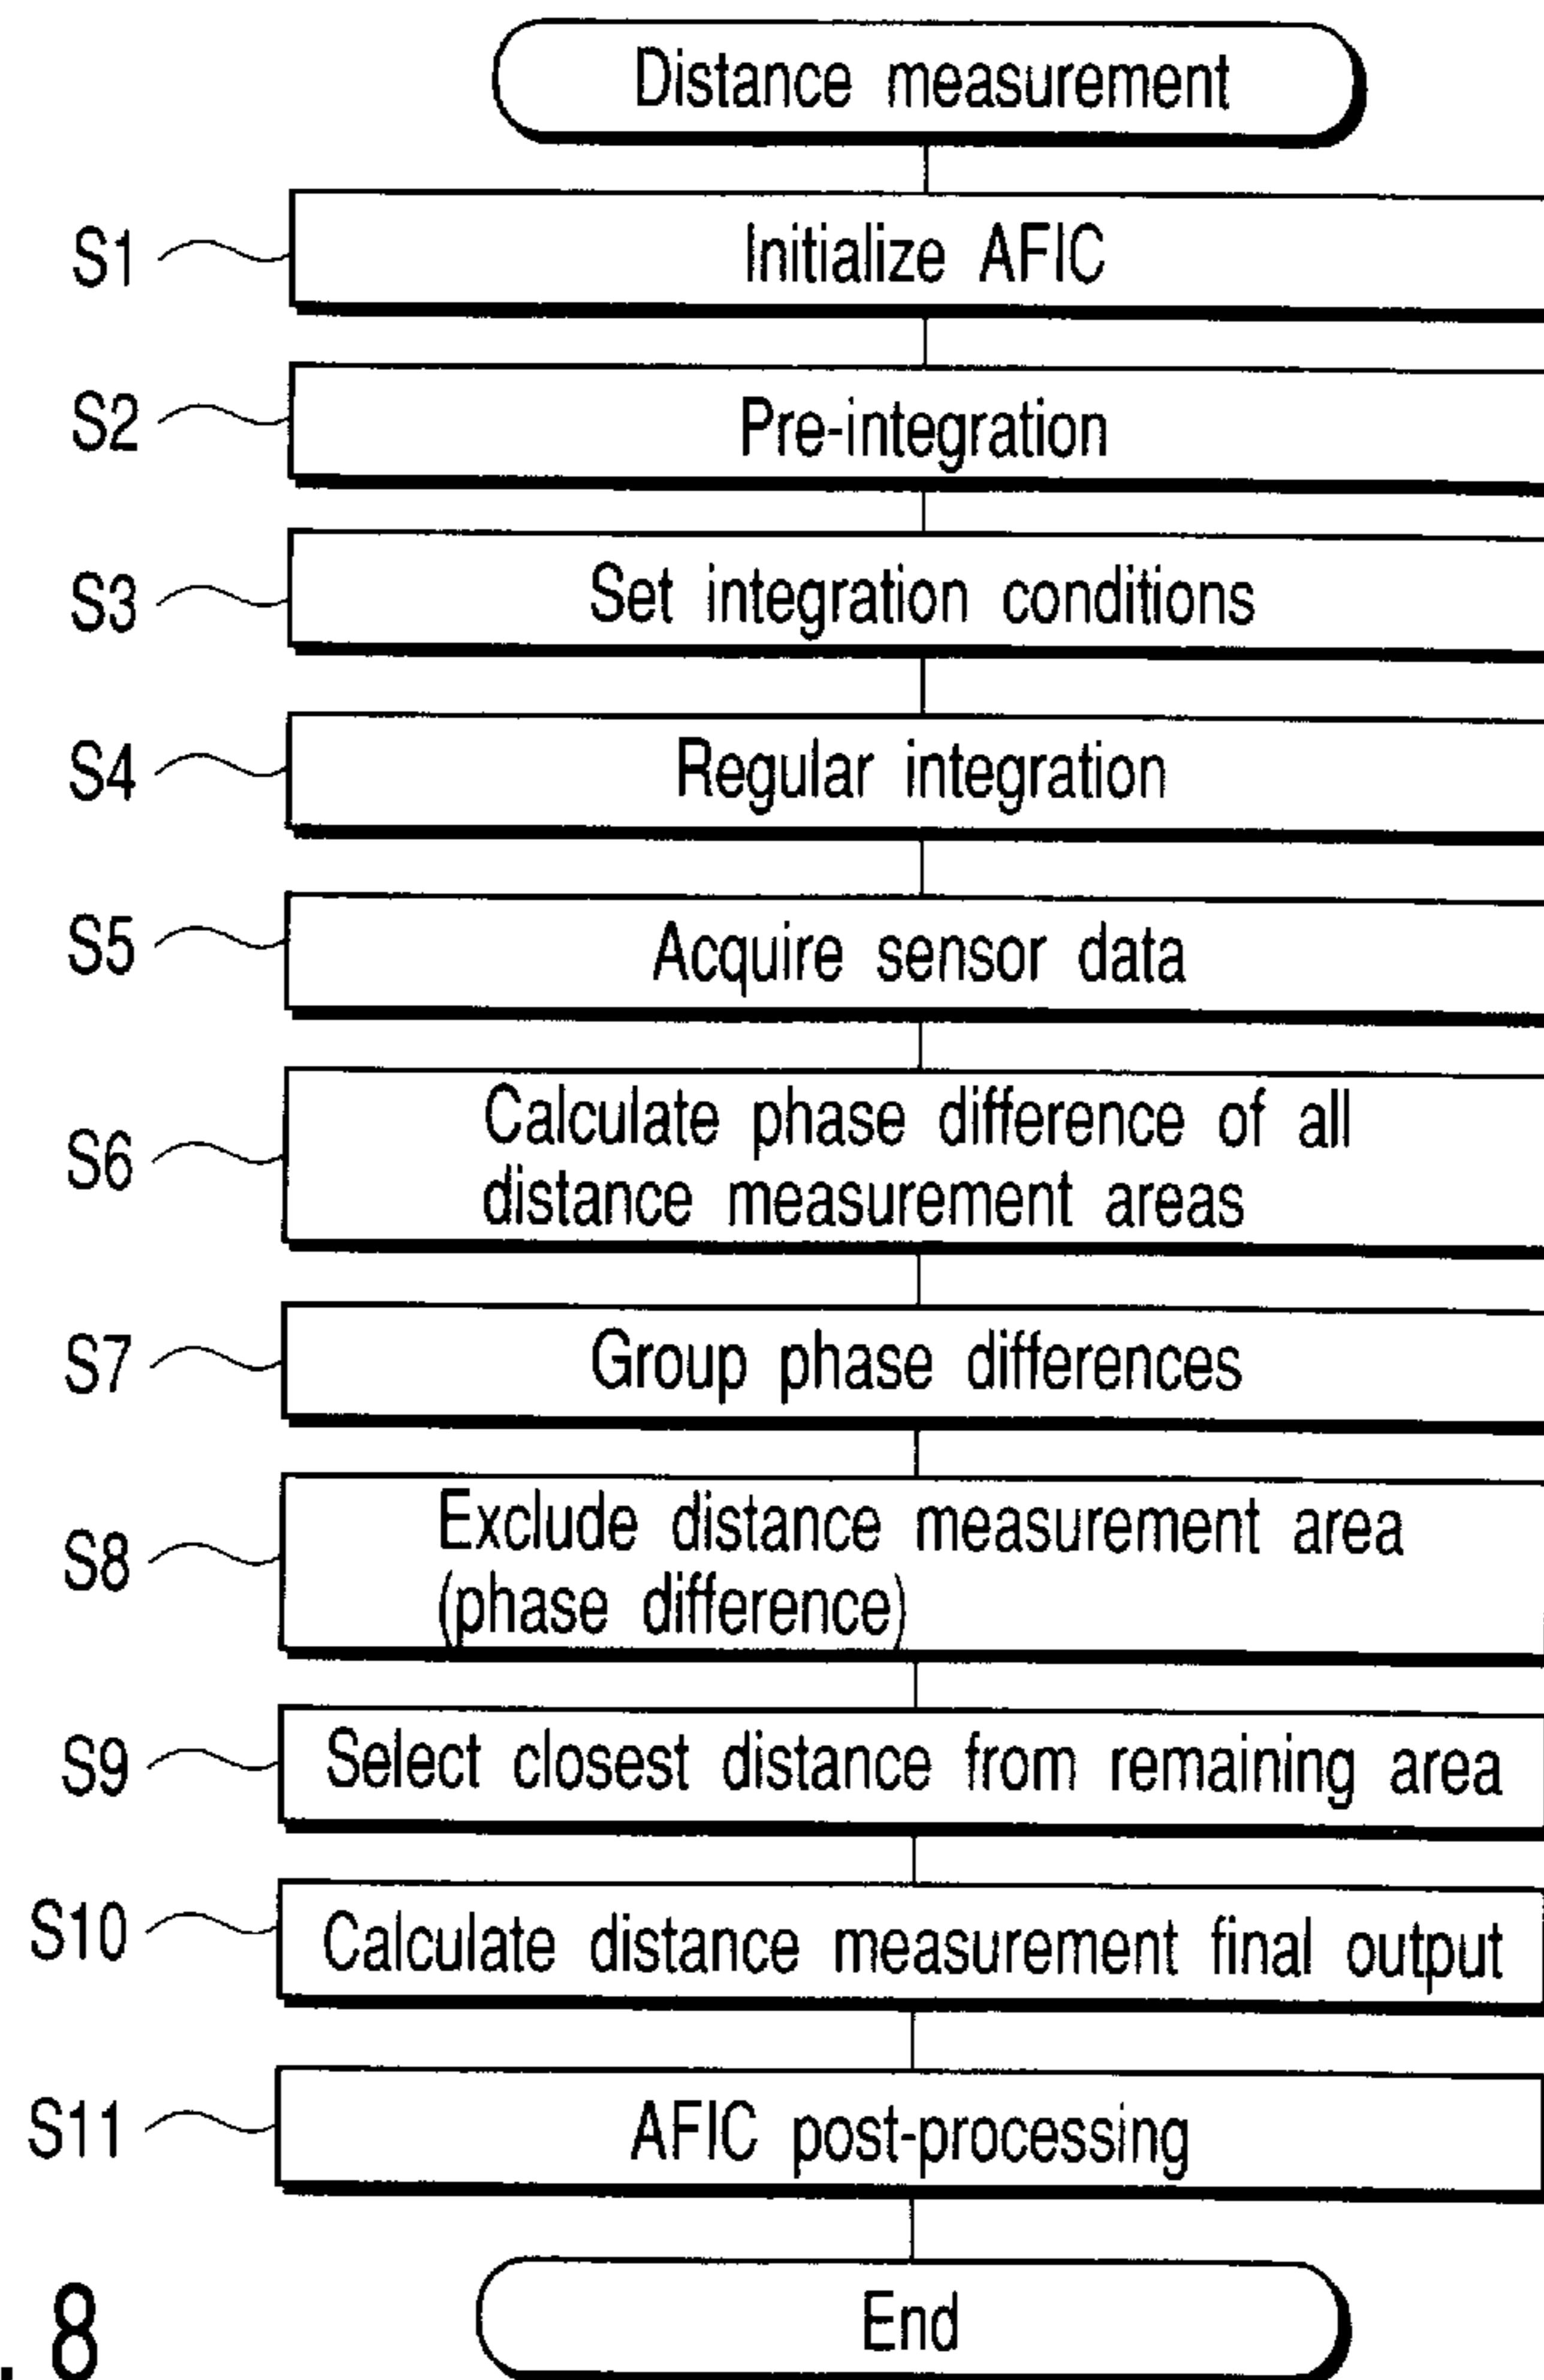 Distance measurement
S1
Initialize AFIC
S2
Pre-integration
S3
Set integration conditions
S4
Regular integration
S5
Acquire sensor data
S6
Calculate phase difference of all
distance measurement areas
S7
Group phase differences
S8
Exclude distance measurement area
(phase difference)
S9
Select closest distance from remaining area
S10
Calculate distance measurement final output
S11
AFIC post-processing
End
. 8